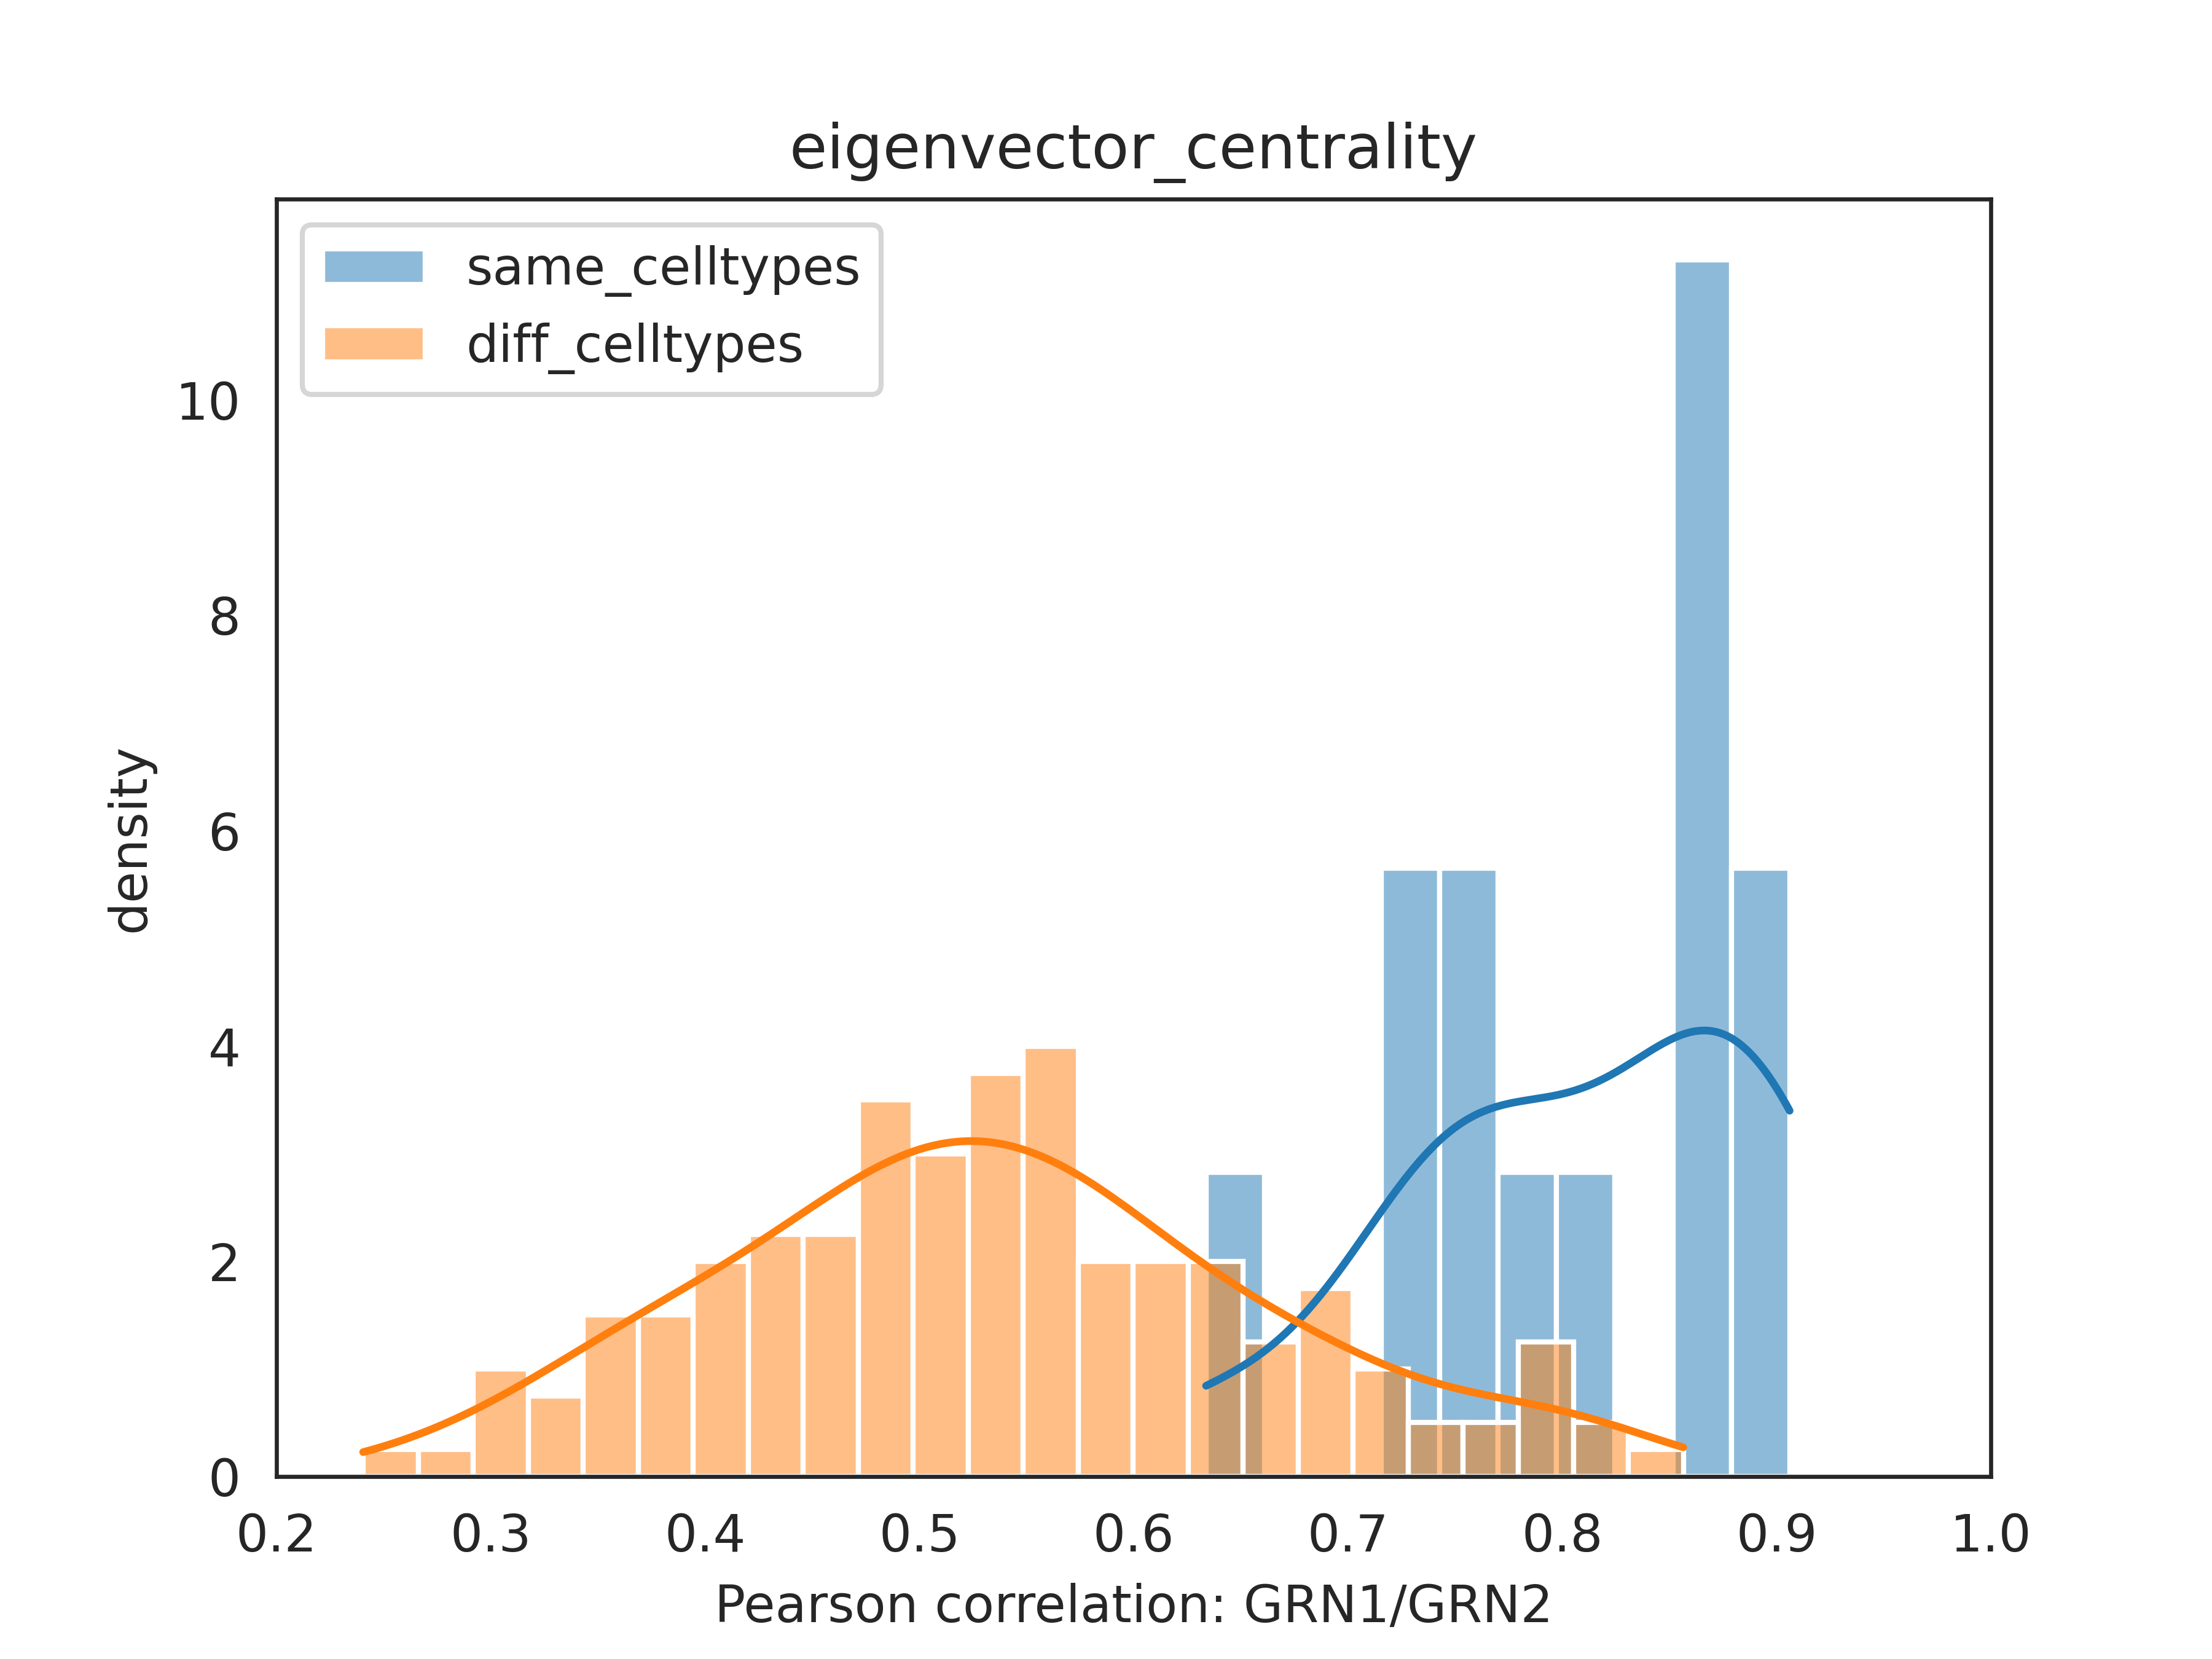 eigenvector_centrality
same_celltypes
diff_celltypes
density
10
8
6
4
2
0
0.2 0.3 0.4 0.5 0.6 0.7 0.8 0.9 1.0
Pearson correlation: GRN1/GRN2